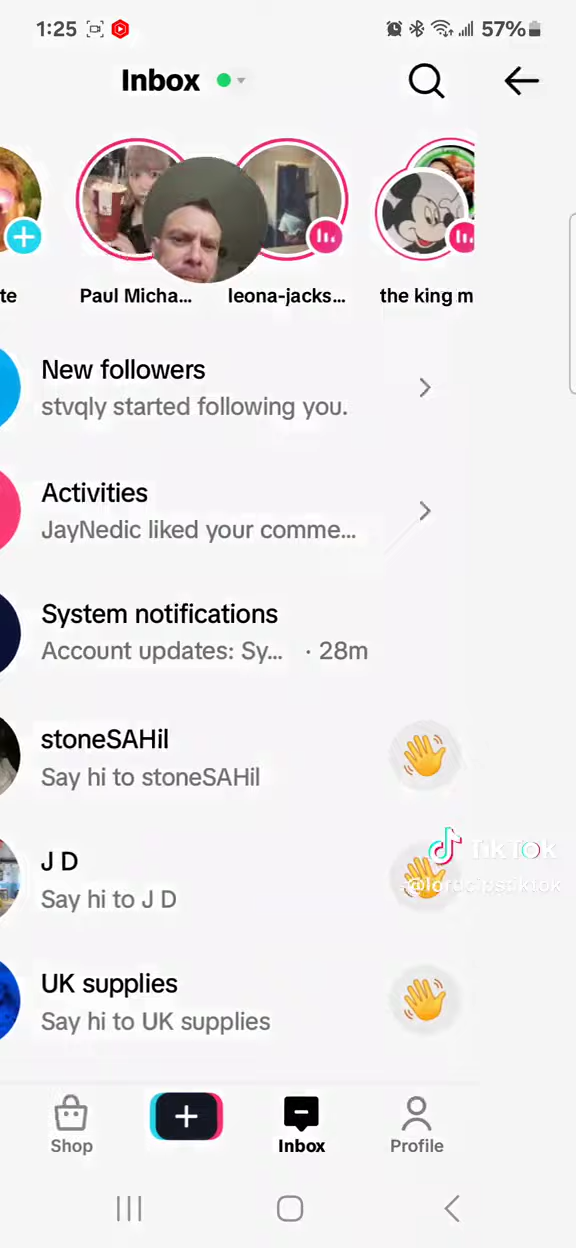 1:25 57%
Inbox
te Paul Micha... leona-jacks... the king m
New followers
stvqly started following you.
Activities
JayNedic liked your comme...
System notifications
Account updates: Sy... · 28m
stoneSAHil
Say hi to stoneSAHil
J D
Say hi to J D
TikTok
UK supplies
Say hi to UK supplies
Shop Inbox Profile